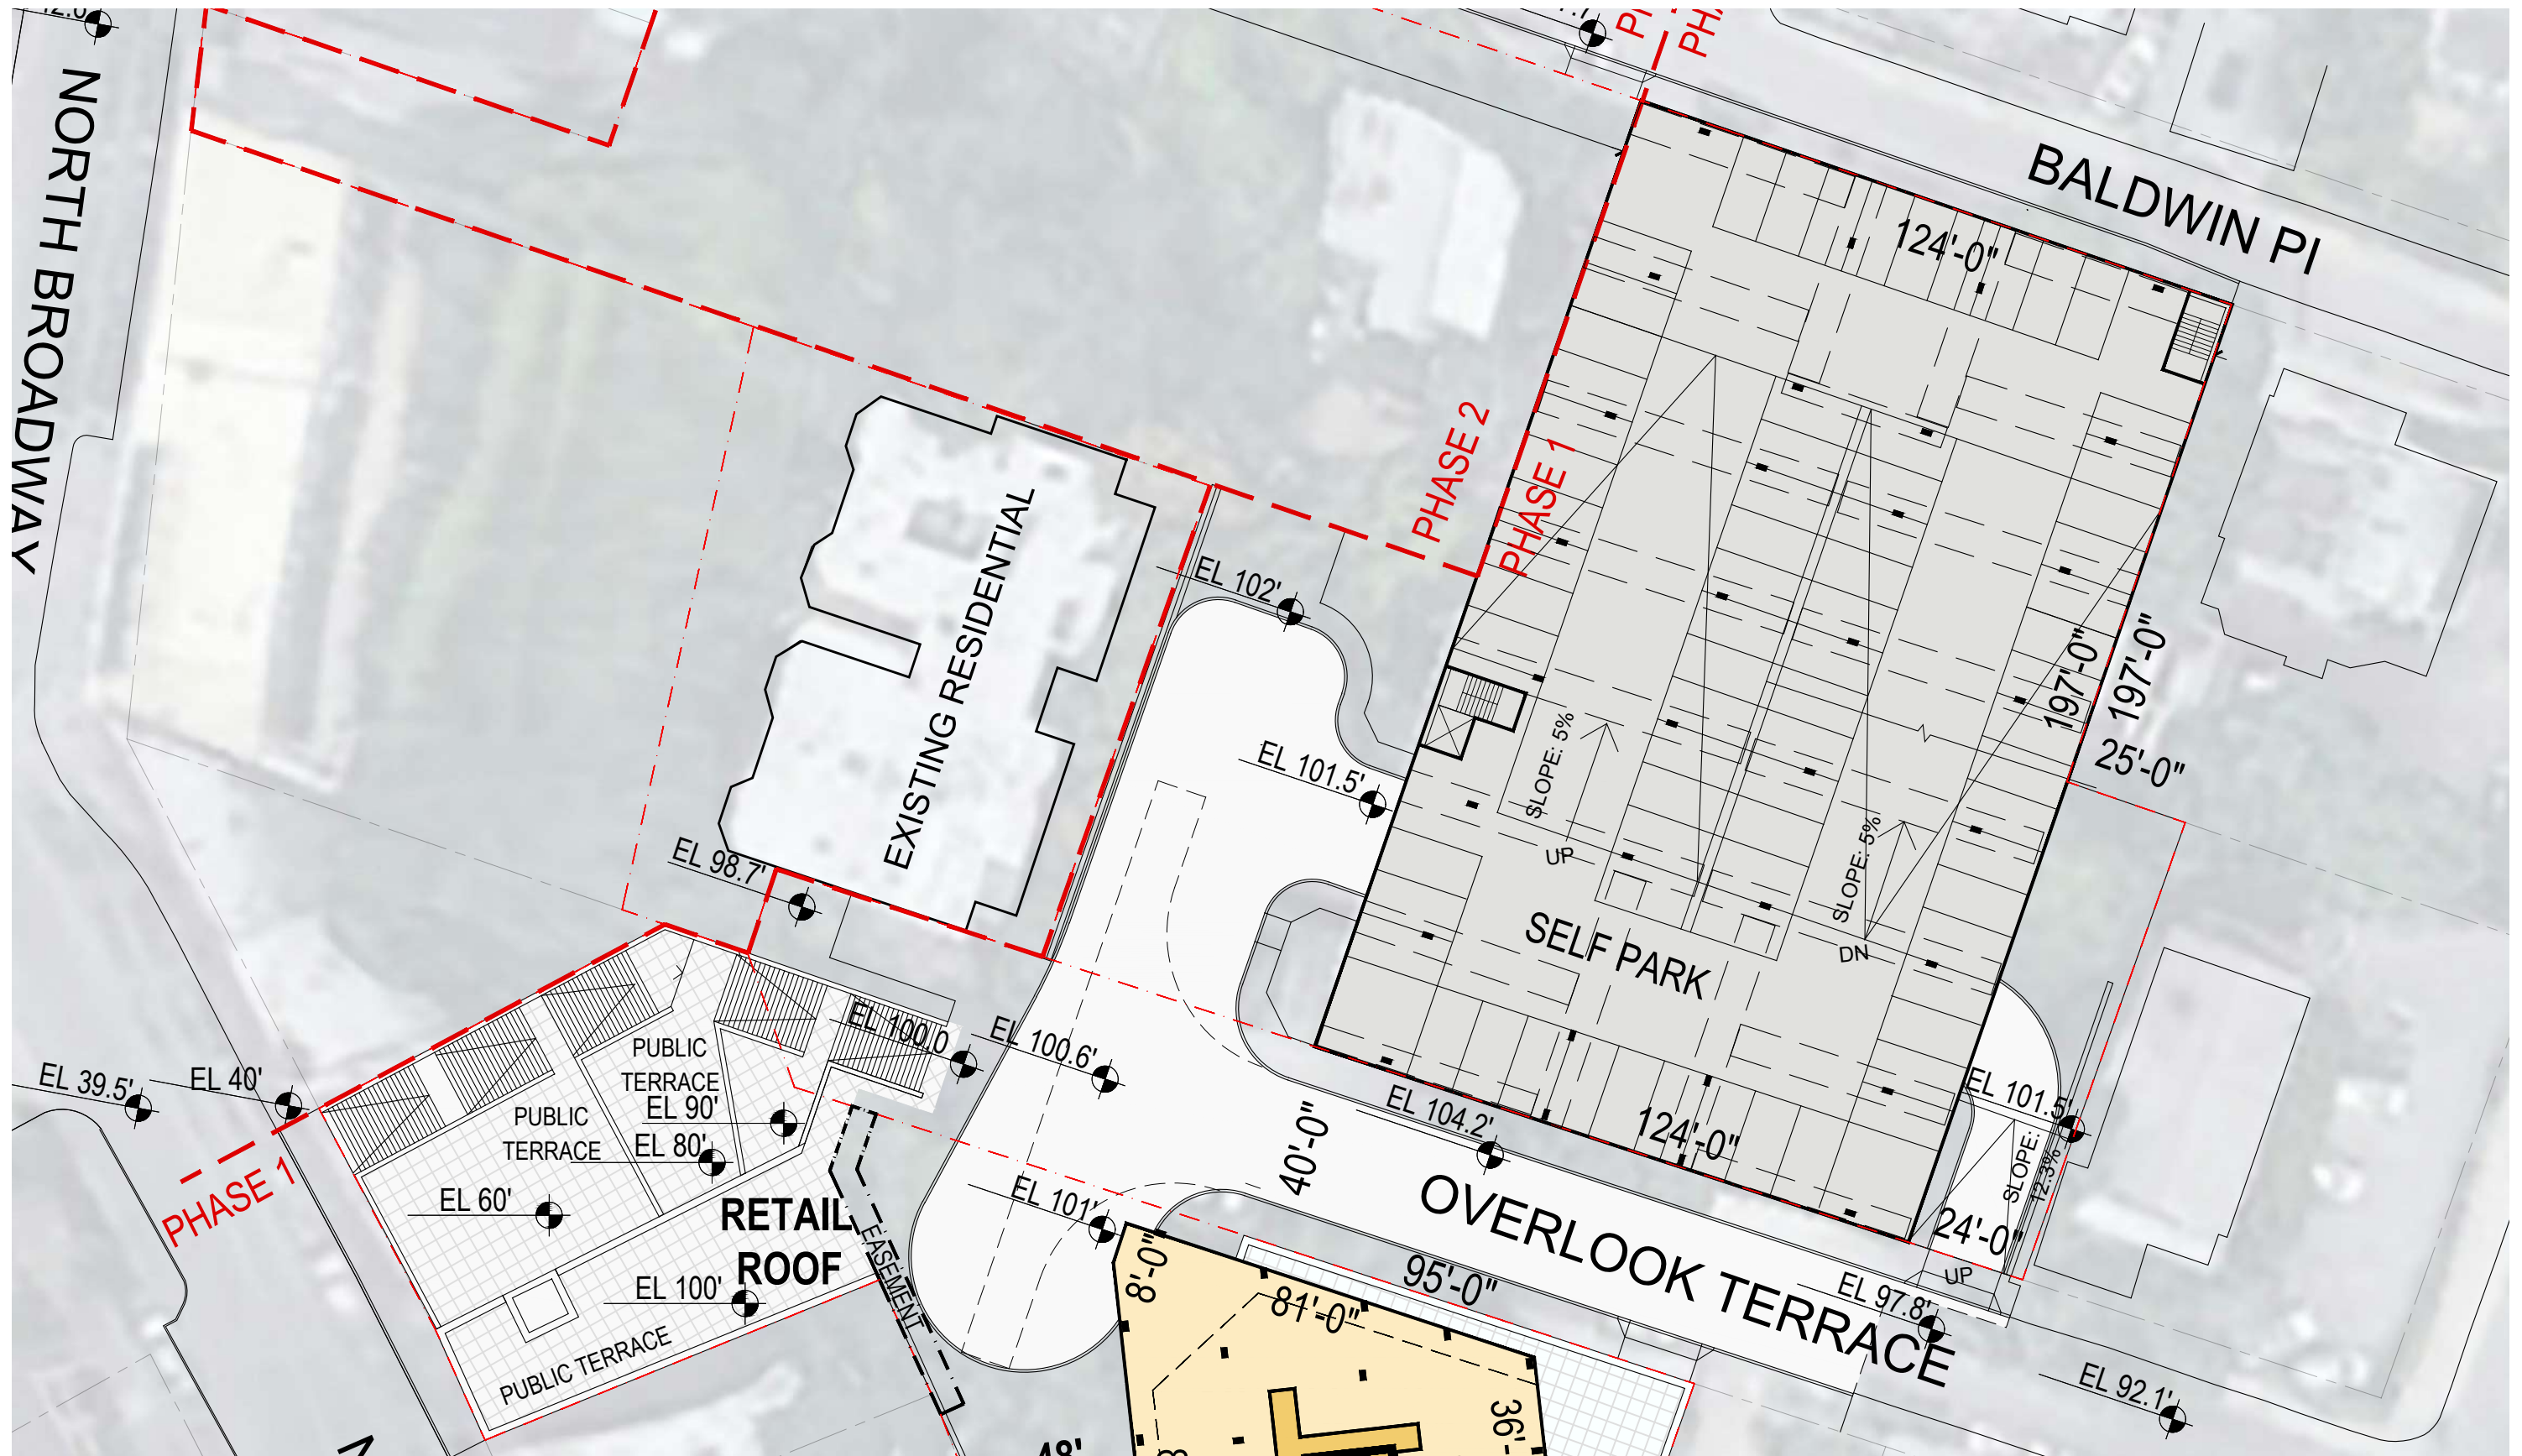 NORTH BROADWAY
BALDWIN Pl
124'-0"
PHASE 2
PHASE 1
EXISTING RESIDENTIAL
EL 102'
EL 101.5'
197'-0"
197'-0"
25'-0"
SLOPE: 5%
UP
SLOPE: 5%
DN
SELF PARK
EL 98.7'
EL 100.0
EL 100.6'
EL 104.2'
124'-0"
40'-0"
OVERLOOK TERRACE
EL 101.5'
SLOPE:
12.3%
24'-0"
UP
EL 97.8'
EL 92.1'
EL 39.5'
EL 40'
PHASE 1
PUBLIC
TERRACE
EL 90'
PUBLIC
TERRACE
EL 80'
EL 60'
RETAIL
ROOF
EL 100'
PUBLIC TERRACE
EASEMENT
EL 101'
8'-0"
81'-0"
95'-0"
36'-
48'